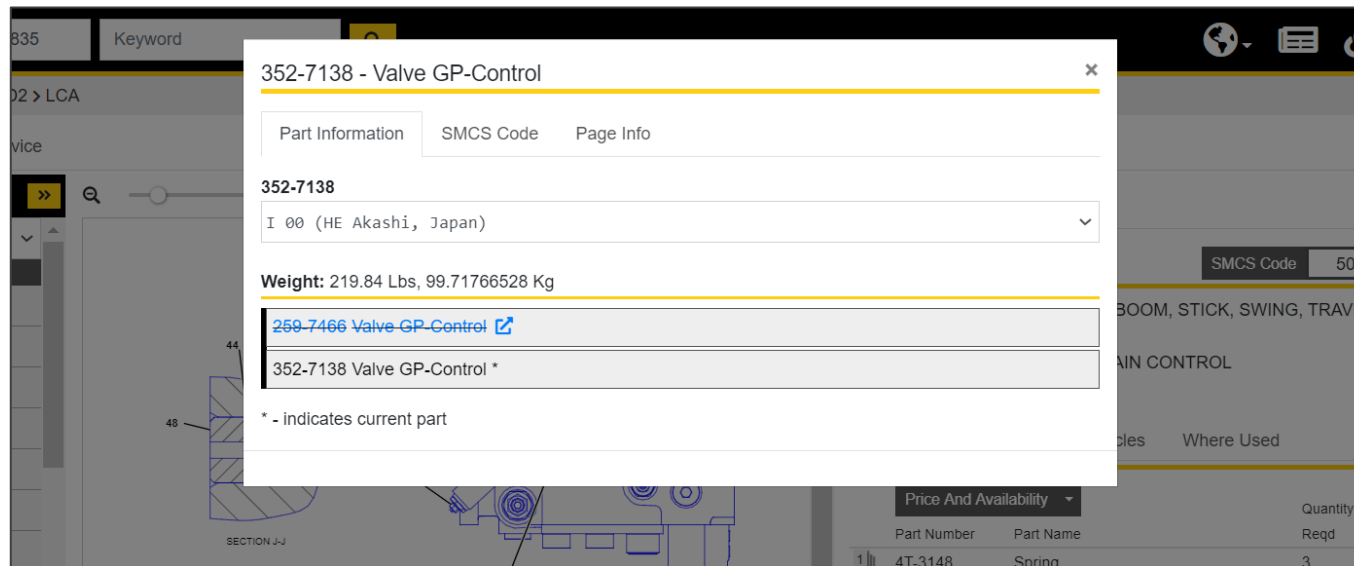 835 Keyword
02 > LCA
vice
352-7138 - Valve GP-Control ×
Part Information SMCS Code Page Info
352-7138
I 00 (HE Akashi, Japan)
Weight: 219.84 Lbs, 99.71766528 Kg
259-7466 Valve GP-Control
352-7138 Valve GP-Control *
* - indicates current part
SMCS Code 50
BOOM, STICK, SWING, TRAV
AIN CONTROL
cles Where Used
44
48
SECTION J-J
Price And Availability
Quantity
Part Number Part Name Reqd
1 4T-3148 Spring 3